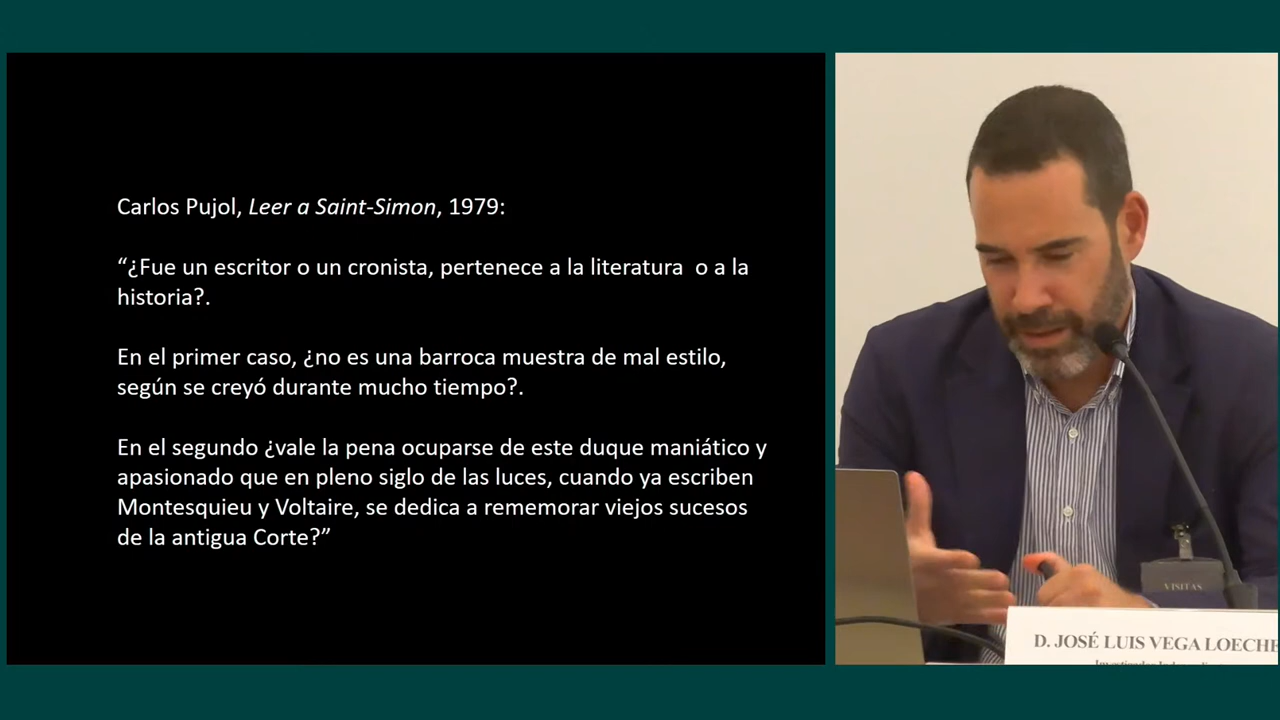 Carlos Pujol, Leer a Saint-Simon, 1979:
“¿Fue un escritor o un cronista, pertenece a la literatura  o a la
historia?.
En el primer caso, ¿no es una barroca muestra de mal estilo,
según se creyó durante mucho tiempo?.
En el segundo ¿vale la pena ocuparse de este duque maniático y
apasionado que en pleno siglo de las luces, cuando ya escriben
Montesquieu y Voltaire, se dedica a rememorar viejos sucesos
de la antigua Corte?”
VISITAS
D. JOSÉ LUIS VEGA LOECHE